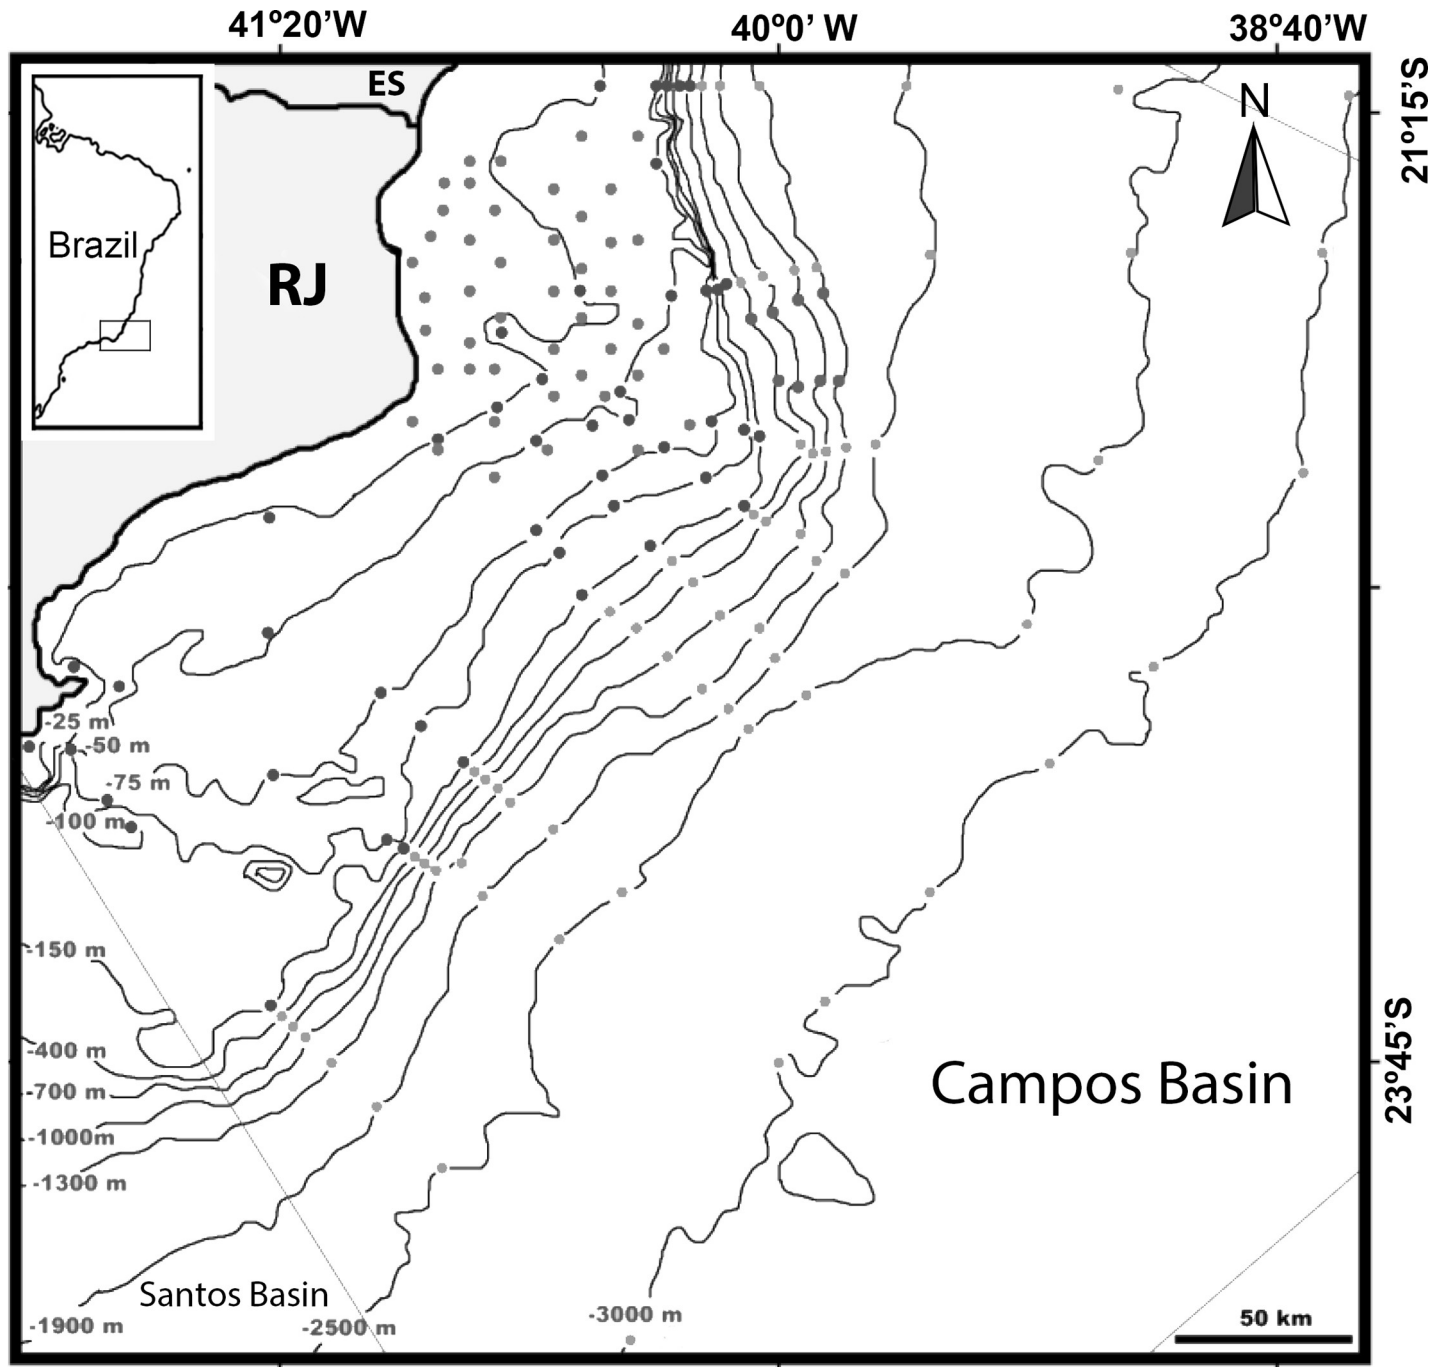 41º20’W
40º0’ W
38º40’W
ES
N
21º15’S
Brazil
RJ
-25 m
-50 m
-75 m
-100 m
-150 m
-400 m
-700 m
-1000m
-1300 m
23º45’S
Campos Basin
Santos Basin
-1900 m
-2500 m
-3000 m
50 km